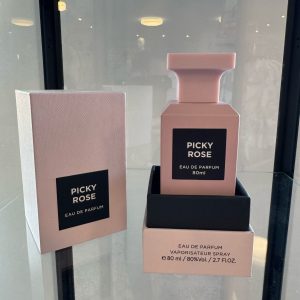 PICKY
ROSE
EAU DE PARFUM
PICKY
ROSE
EAU DE PARFUM
80ml
EAU DE PARFUM
VAPORISATEUR SPRAY
e 80 ml / 80%Vol. / 2.7 FL.OZ.